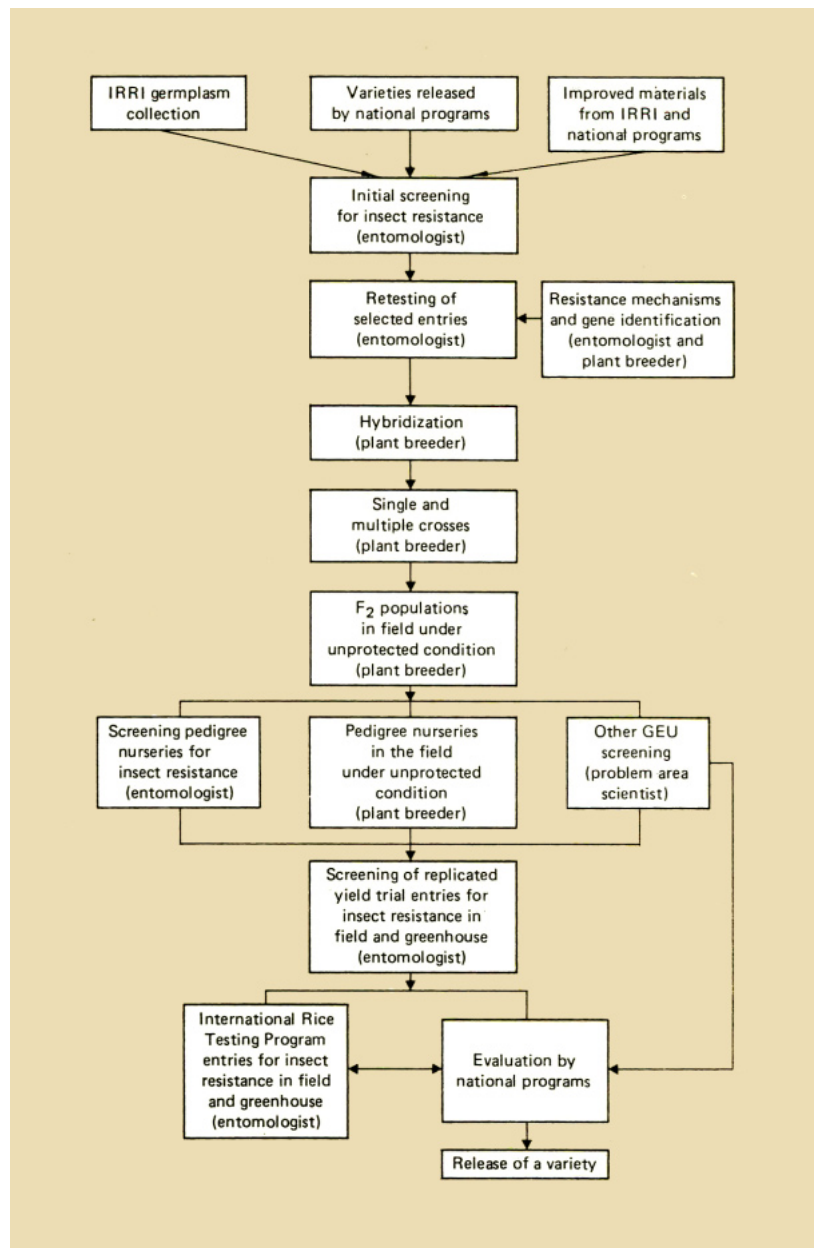 IRRI germplasm
collection
Varieties released
by national programs
Improved materials
from IRRI and
national programs
Initial screening
for insect resistance
(entomologist)
Retesting of
selected entries
(entomologist)
Resistance mechanisms
and gene identification
(entomologist and
plant breeder)
Hybridization
(plant breeder)
Single and
multiple crosses
(plant breeder)
F2 populations
in field under
unprotected condition
(plant breeder)
Screening pedigree
nurseries for
insect resistance
(entomologist)
Pedigree nurseries
in the field
under unprotected
condition
(plant breeder)
Other GEU
screening
(problem area
scientist)
Screening of replicated
yield trial entries for
insect resistance in
field and greenhouse
(entomologist)
International Rice
Testing Program
entries for insect
resistance in field
and greenhouse
(entomologist)
Evaluation by
national programs
Release of a variety